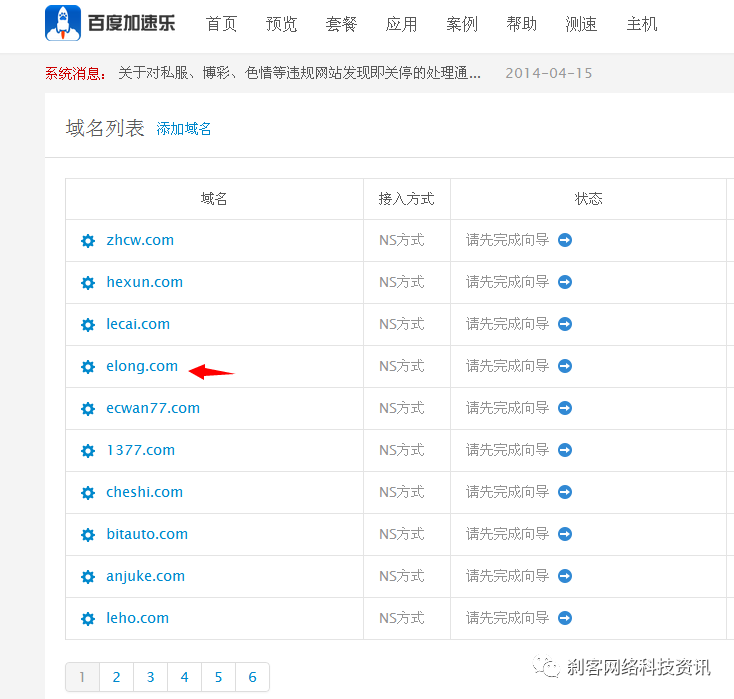 百度加速乐 首页 预览 套餐 应用 案例 帮助 测速 主机
系统消息： 关于对私服、博彩、色情等违规网站发现即关停的处理通... 2014-04-15
域名列表 添加域名
域名 接入方式 状态
zhcw.com NS方式 请先完成向导
hexun.com NS方式 请先完成向导
lecai.com NS方式 请先完成向导
elong.com NS方式 请先完成向导
ecwan77.com NS方式 请先完成向导
1377.com NS方式 请先完成向导
cheshi.com NS方式 请先完成向导
bitauto.com NS方式 请先完成向导
anjuke.com NS方式 请先完成向导
leho.com NS方式 请先完成向导
1 2 3 4 5 6
刹客网络科技资讯